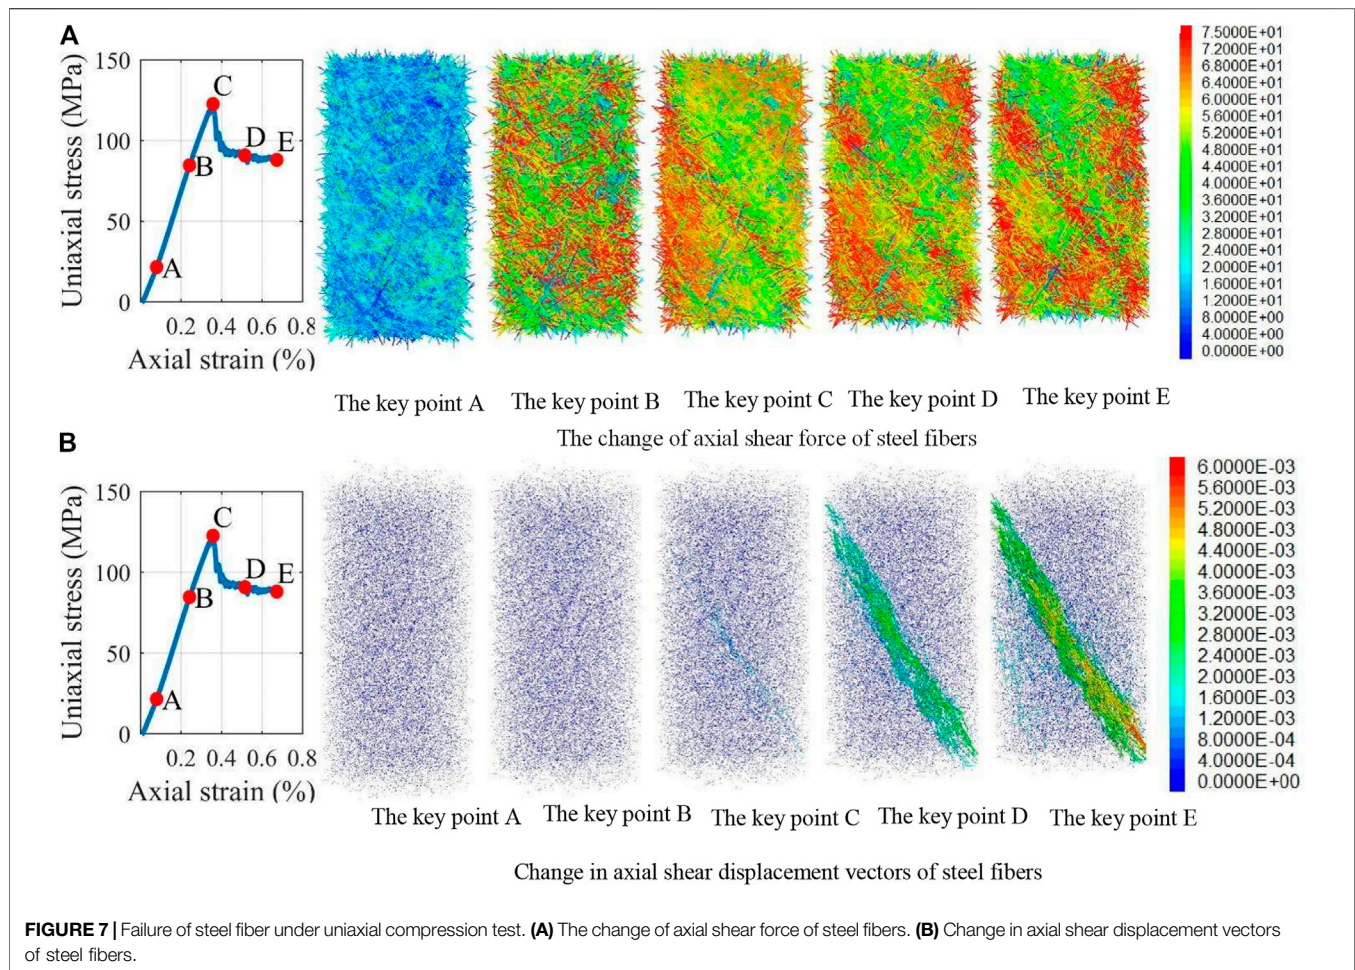 A
150
100
50
0
Uniaxial stress (MPa)
C
B
D
E
A
0.2 0.4 0.6 0.8
Axial strain (%)
7.5000E+01
7.2000E+01
6.8000E+01
6.4000E+01
6.0000E+01
5.6000E+01
5.2000E+01
4.8000E+01
4.4000E+01
4.0000E+01
3.6000E+01
3.2000E+01
2.8000E+01
2.4000E+01
2.0000E+01
1.6000E+01
1.2000E+01
8.0000E+00
4.0000E+00
0.0000E+00
The key point A The key point B The key point C The key point D The key point E
The change of axial shear force of steel fibers
B
150
100
50
0
Uniaxial stress (MPa)
C
B
D
E
A
0.2 0.4 0.6 0.8
Axial strain (%)
6.0000E-03
5.6000E-03
5.2000E-03
4.8000E-03
4.4000E-03
4.0000E-03
3.6000E-03
3.2000E-03
2.8000E-03
2.4000E-03
2.0000E-03
1.6000E-03
1.2000E-03
8.0000E-04
4.0000E-04
0.0000E+00
The key point A The key point B The key point C The key point D The key point E
Change in axial shear displacement vectors of steel fibers
FIGURE 7 | Failure of steel fiber under uniaxial compression test. (A) The change of axial shear force of steel fibers. (B) Change in axial shear displacement vectors
of steel fibers.